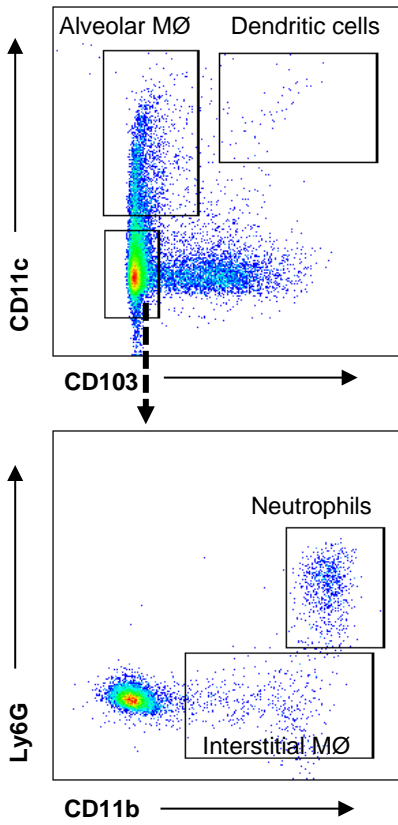 Alveolar MØ
Dendritic cells
CD11c
CD103
Neutrophils
Interstitial MØ
Ly6G
CD11b